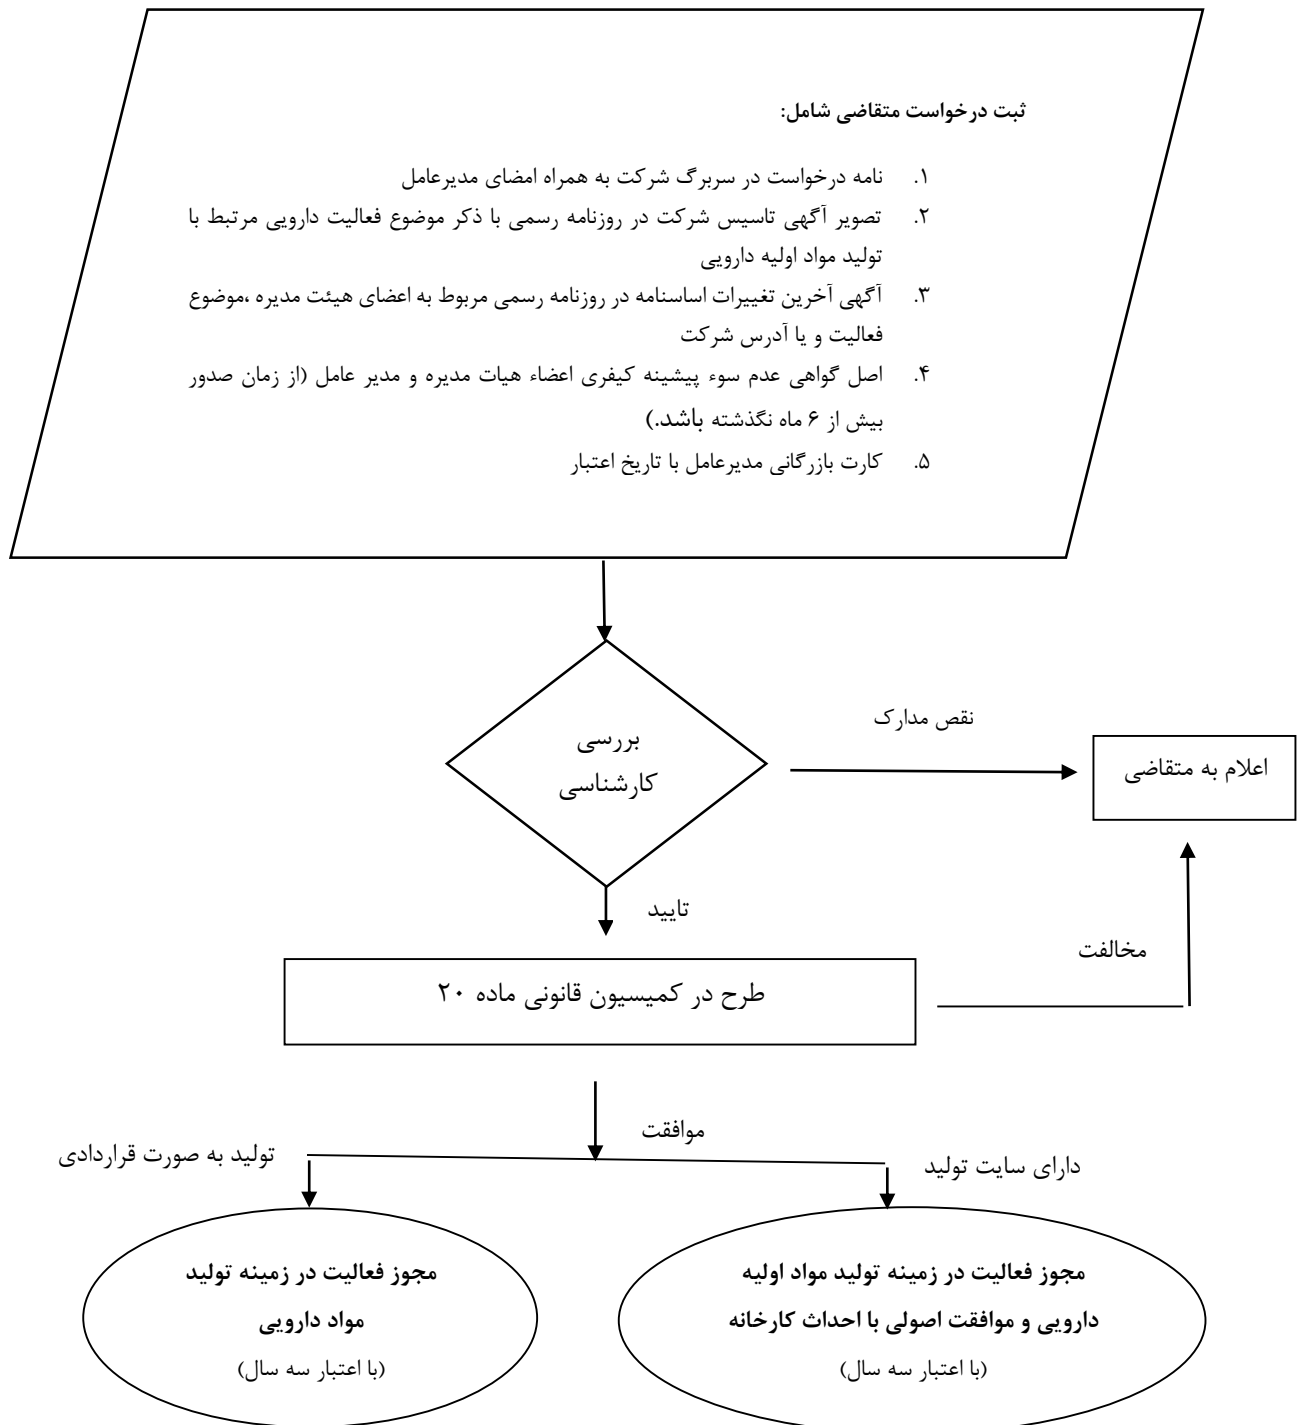 ثبت درخواست متقاضی شامل:
۱. نامه درخواست در سربرگ شرکت به همراه امضای مدیرعامل
۲. تصویر آگهی تاسیس شرکت در روزنامه رسمی با ذکر موضوع فعالیت دارویی مرتبط با
تولید مواد اولیه دارویی
۳. آگهی آخرین تغییرات اساسنامه در روزنامه رسمی مربوط به اعضای هیئت مدیره ،موضوع
فعالیت و یا آدرس شرکت
۴. اصل گواهی عدم سوء پیشینه کیفری اعضاء هیات مدیره و مدیر عامل (از زمان صدور
بیش از ۶ ماه نگذشته باشد.)
۵. کارت بازرگانی مدیرعامل با تاریخ اعتبار
نقص مدارک
بررسی
کارشناسی
اعلام به متقاضی
تایید
مخالفت
طرح در کمیسیون قانونی ماده ۲۰
موافقت
دارای سایت تولید
تولید به صورت قراردادی
مجوز فعالیت در زمینه تولید مواد اولیه
دارویی و موافقت اصولی با احداث کارخانه
(با اعتبار سه سال)
مجوز فعالیت در زمینه تولید
مواد دارویی
(با اعتبار سه سال)